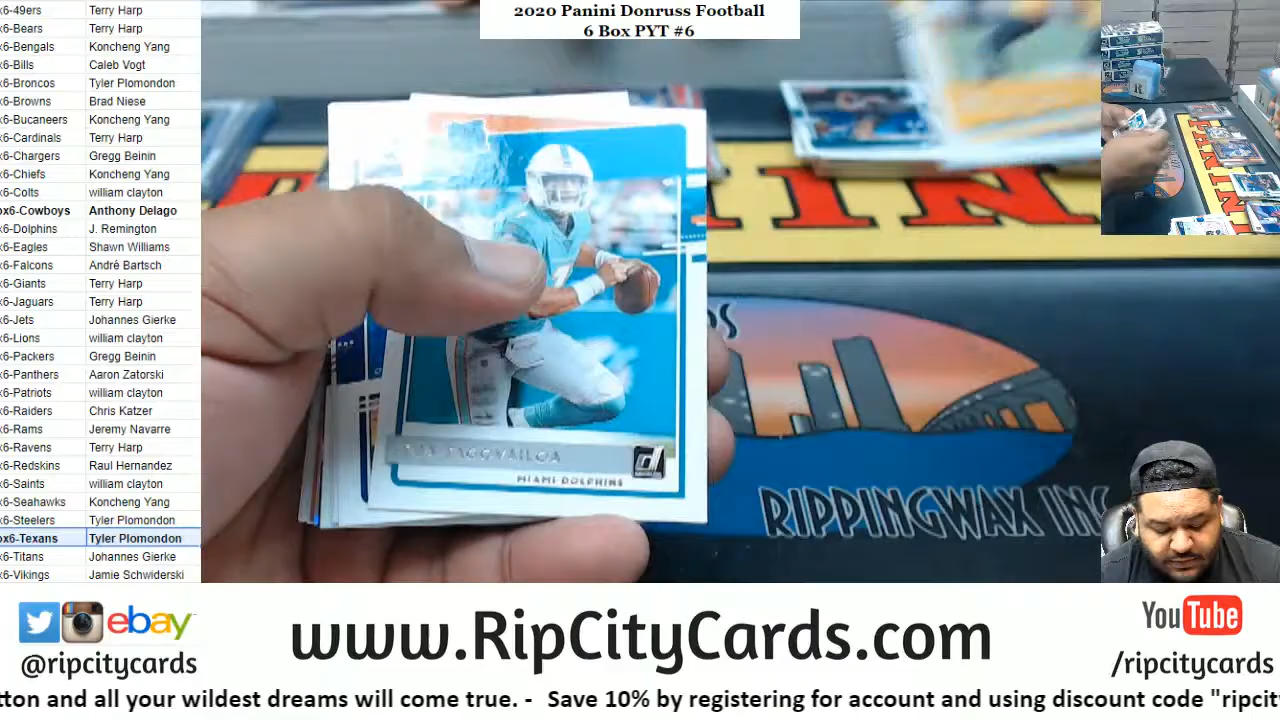 2020 Panini Donruss Football
6 Box PYT #6
x6-49ers Terry Harp
x6-Bears Terry Harp
x6-Bengals Koncheng Yang
x6-Bills Caleb Vogt
x6-Broncos Tyler Plomondon
x6-Browns Brad Niese
x6-Bucaneers Koncheng Yang
x6-Cardinals Terry Harp
x6-Chargers Gregg Beinin
x6-Chiefs Koncheng Yang
x6-Colts william clayton
ox6-Cowboys Anthony Delago
x6-Dolphins J. Remington
x6-Eagles Shawn Williams
x6-Falcons André Bartsch
x6-Giants Terry Harp
x6-Jaguars Terry Harp
x6-Jets Johannes Gierke
x6-Lions william clayton
x6-Packers Gregg Beinin
x6-Panthers Aaron Zatorski
x6-Patriots william clayton
x6-Raiders Chris Katzer
x6-Rams Jeremy Navarre
x6-Ravens Terry Harp
x6-Redskins Raul Hernandez
x6-Saints william clayton
x6-Seahawks Koncheng Yang
x6-Steelers Tyler Plomondon
ox6-Texans Tyler Plomondon
x6-Titans Johannes Gierke
x6-Vikings Jamie Schwiderski
TAGOVAILOA
MIAMI DOLPHINS
RIPPINGWAX INC
ebay
@ripcitycards
www.RipCityCards.com
YouTube
/ripcitycards
tton and all your wildest dreams will come true. - Save 10% by registering for account and using discount code "ripcit